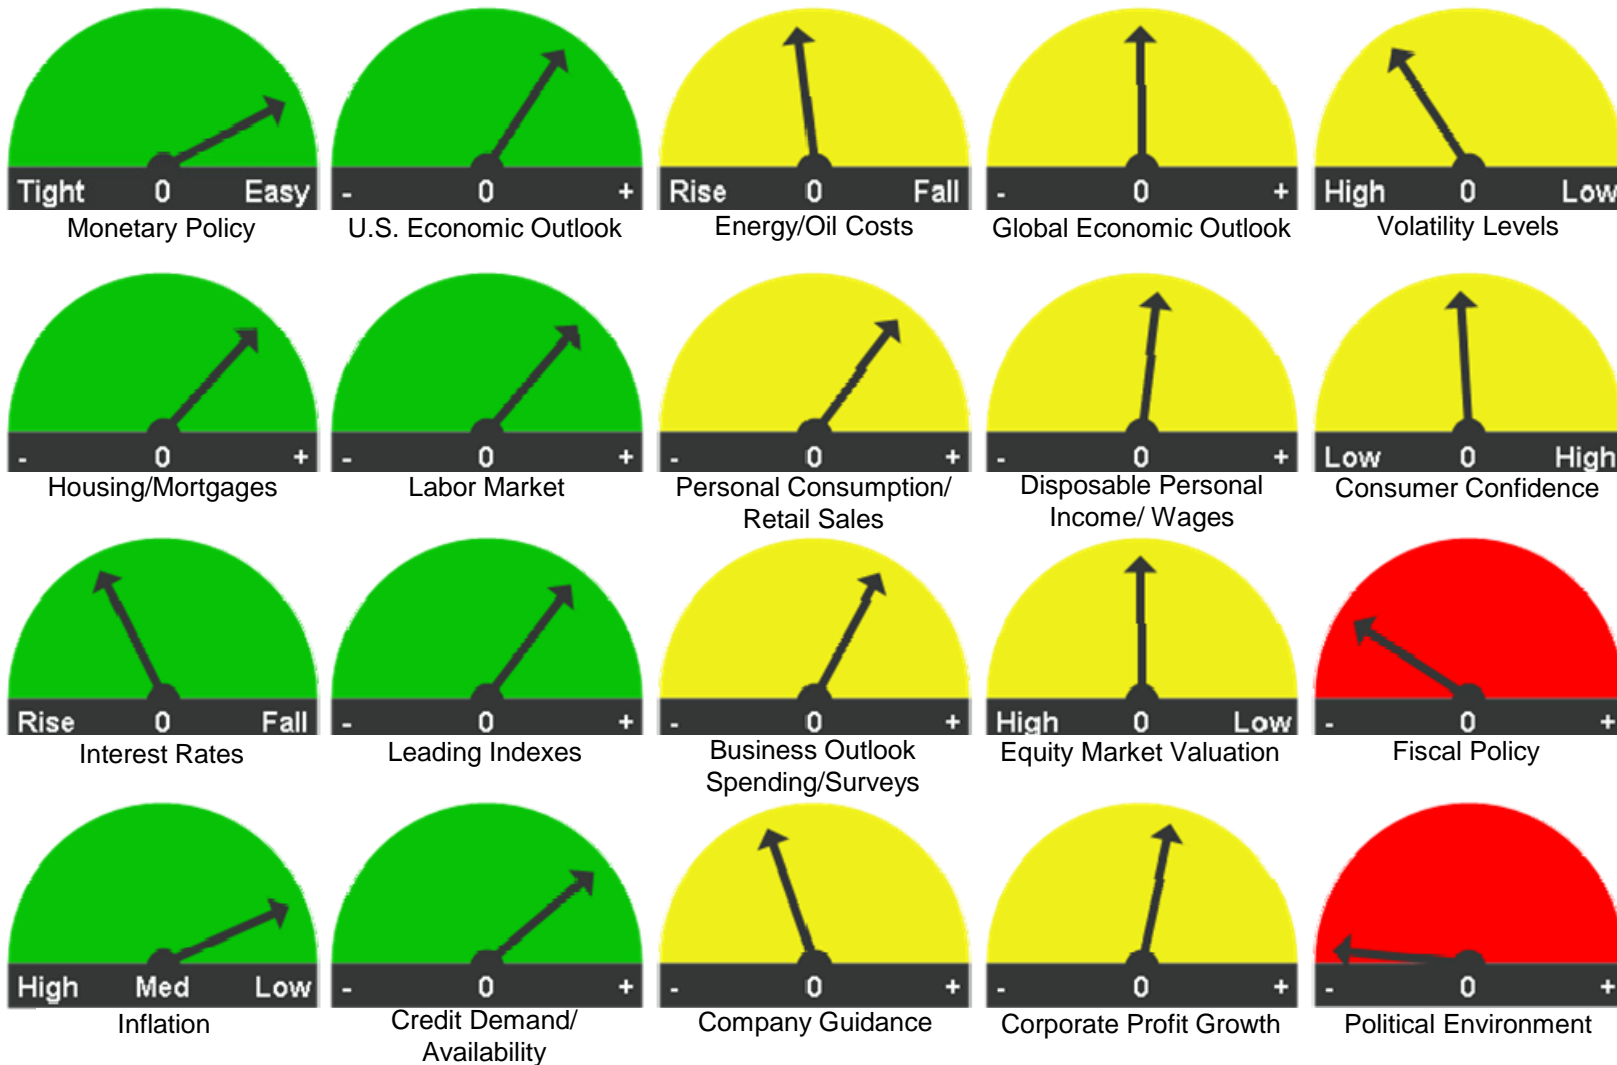 Tight 0 Easy
Monetary Policy
- 0 +
U.S. Economic Outlook
Rise 0 Fall
Energy/Oil Costs
- 0 +
Global Economic Outlook
High 0 Low
Volatility Levels
- 0 +
Housing/Mortgages
- 0 +
Labor Market
- 0 +
Personal Consumption/
Retail Sales
- 0 +
Disposable Personal
Income/ Wages
Low 0 High
Consumer Confidence
Rise 0 Fall
Interest Rates
- 0 +
Leading Indexes
- 0 +
Business Outlook
Spending/Surveys
High 0 Low
Equity Market Valuation
- 0 +
Fiscal Policy
High Med Low
Inflation
- 0 +
Credit Demand/
Availability
- 0 +
Company Guidance
- 0 +
Corporate Profit Growth
- 0 +
Political Environment